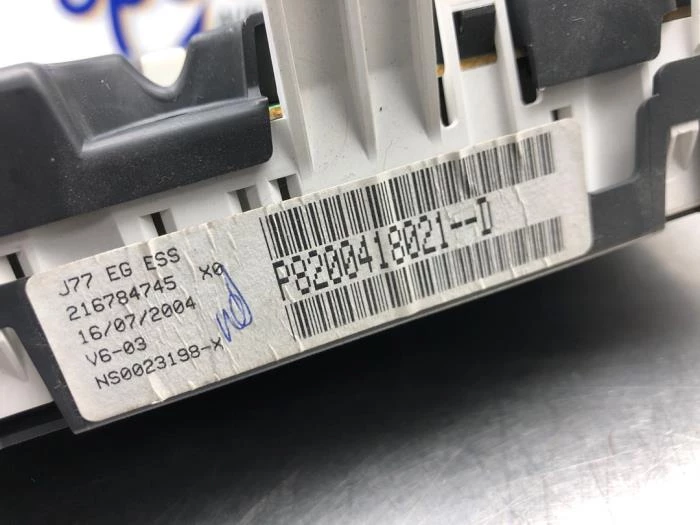 J77 EG ESS
216784745 X0
16/07/2004
V6-03
NS0023198-X
P8200418021--D